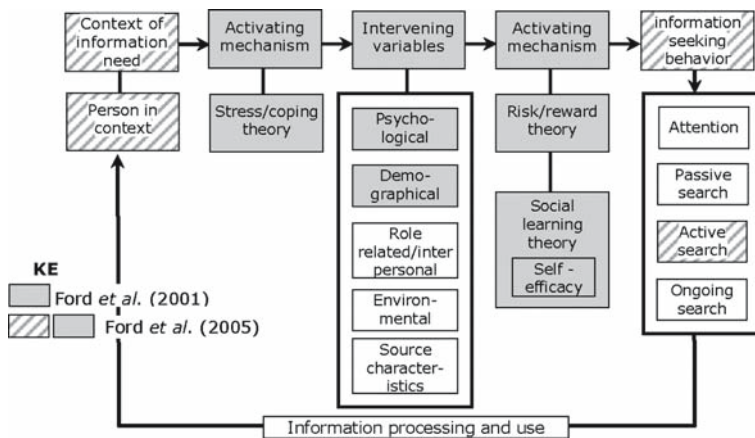 Context of
information
need
Activating
mechanism
Intervening
variables
Activating
mechanism
information
seeking
behavior
Person in
context
Stress/coping
theory
Psycho-
logical
Demo-
graphical
Role
related/inter
personal
Environ-
mental
Source
character-
istics
Risk/reward
theory
Social
learning
theory
Self -
efficacy
Attention
Passive
search
Active
search
Ongoing
search
KE
Ford et al. (2001)
Ford et al. (2005)
Information processing and use